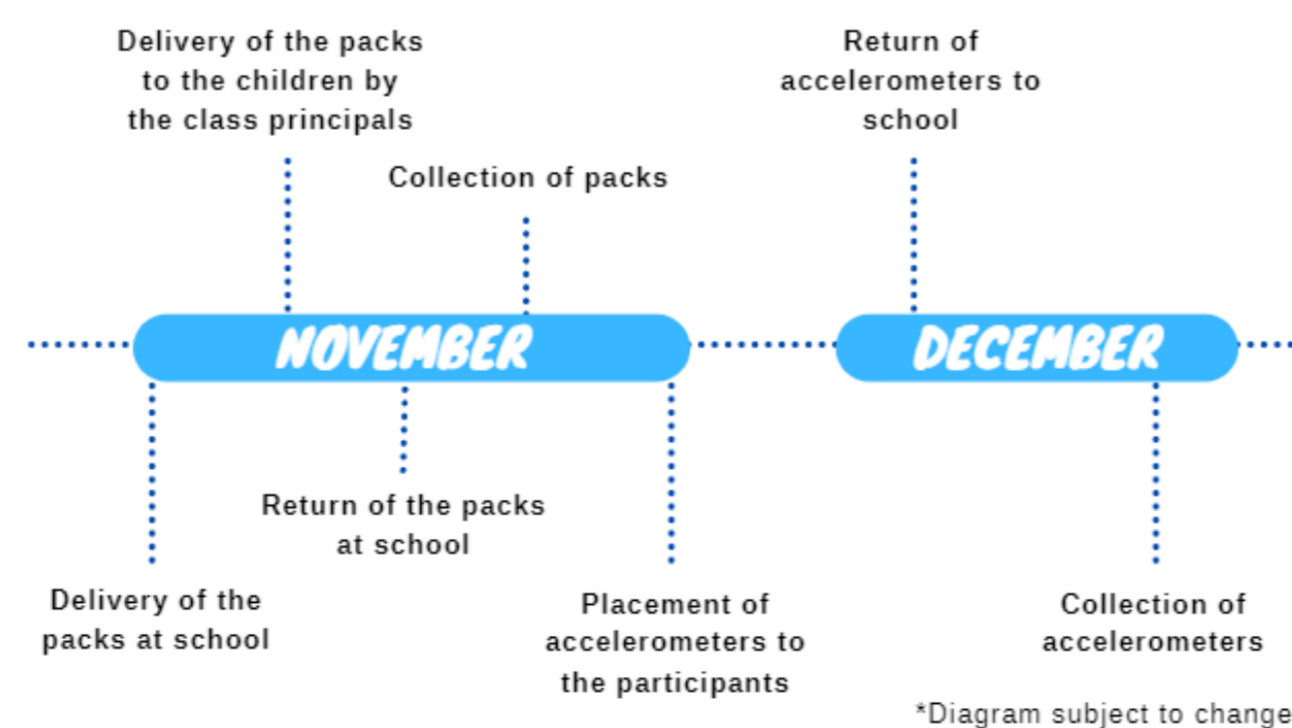 Delivery of the packs
to the children by
the class principals
Return of
accelerometers to
school
Collection of packs
NOVEMBER
DECEMBER
Return of the packs
at school
Delivery of the
packs at school
Placement of
accelerometers to
the participants
Collection of
accelerometers
*Diagram subject to change